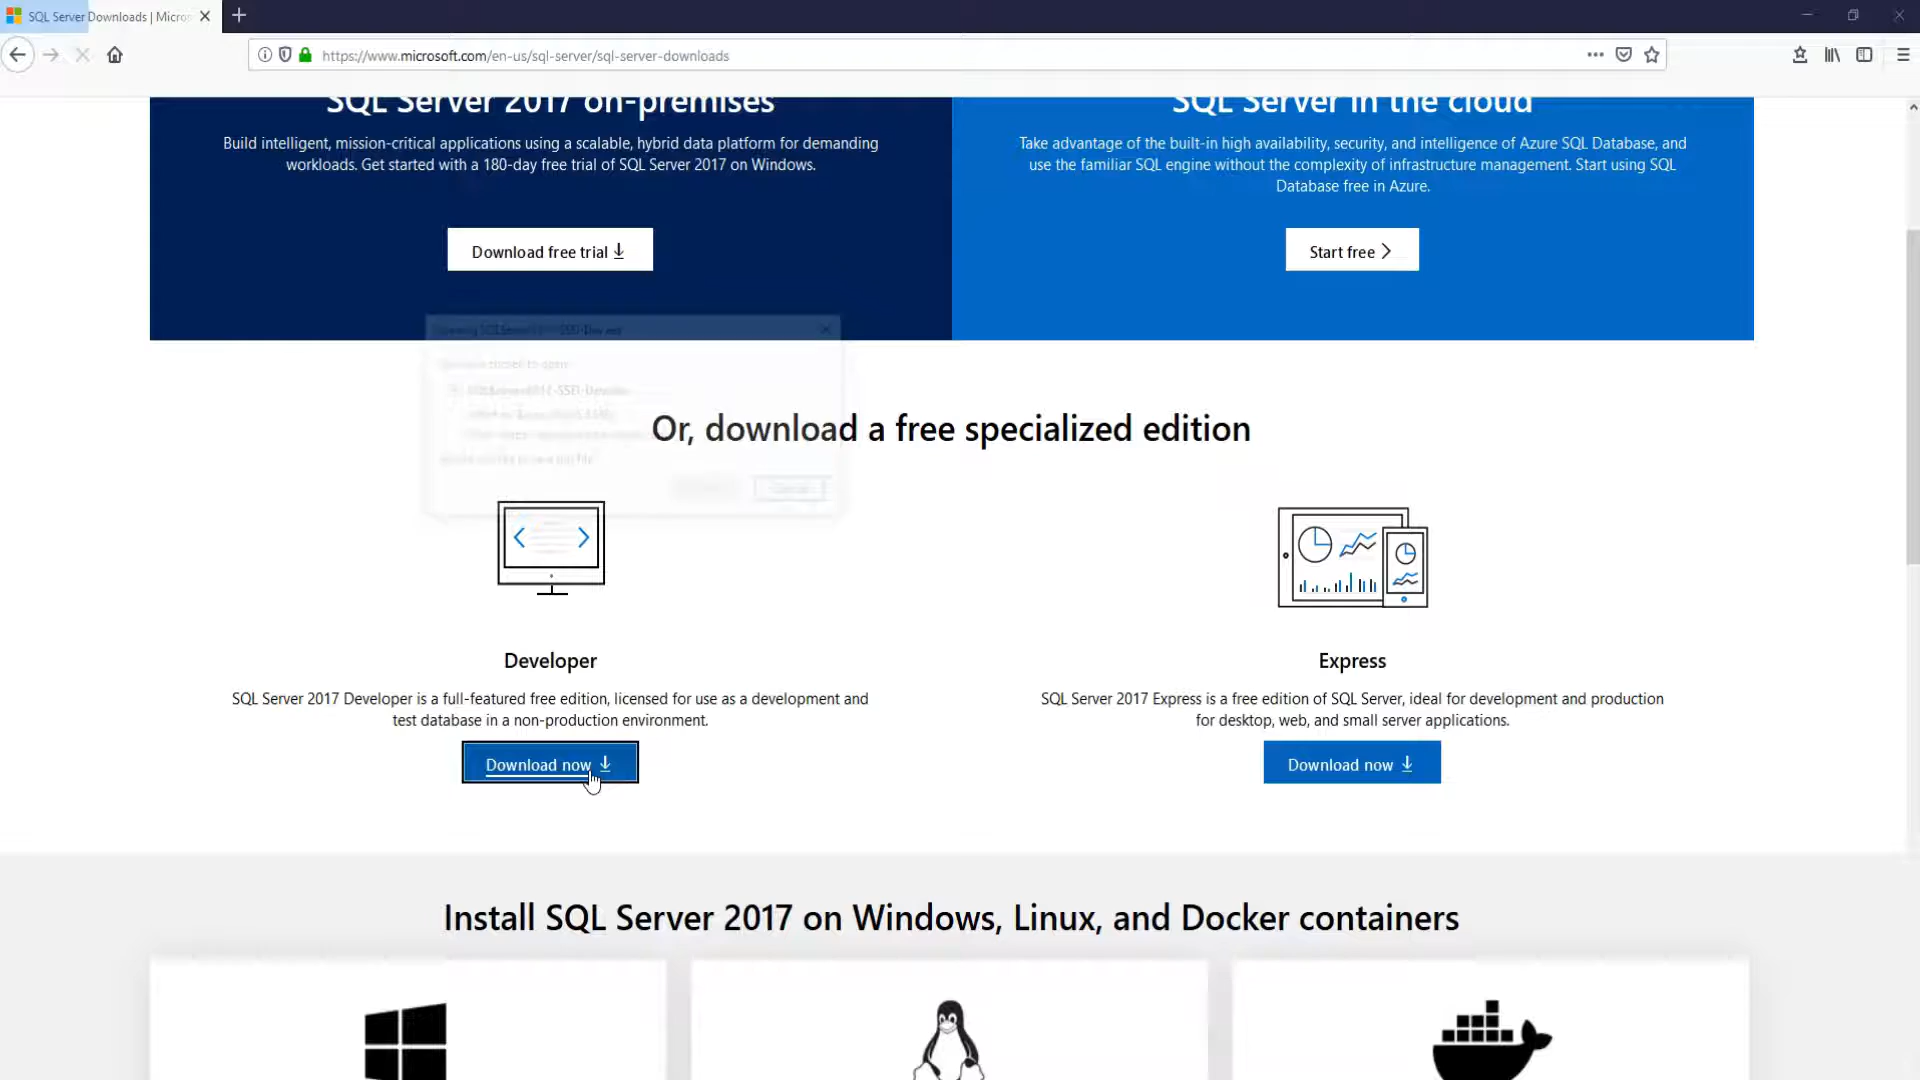 SQL Server Downloads | Micros
https://www.microsoft.com/en-us/sql-server/sql-server-downloads
SQL Server 2017 on-premises
Build intelligent, mission-critical applications using a scalable, hybrid data platform for demanding
workloads. Get started with a 180-day free trial of SQL Server 2017 on Windows.
Download free trial
SQL Server in the cloud
Take advantage of the built-in high availability, security, and intelligence of Azure SQL Database, and
use the familiar SQL engine without the complexity of infrastructure management. Start using SQL
Database free in Azure.
Start free
Or, download a free specialized edition
Developer
SQL Server 2017 Developer is a full-featured free edition, licensed for use as a development and
test database in a non-production environment.
Download now
Express
SQL Server 2017 Express is a free edition of SQL Server, ideal for development and production
for desktop, web, and small server applications.
Download now
Install SQL Server 2017 on Windows, Linux, and Docker containers